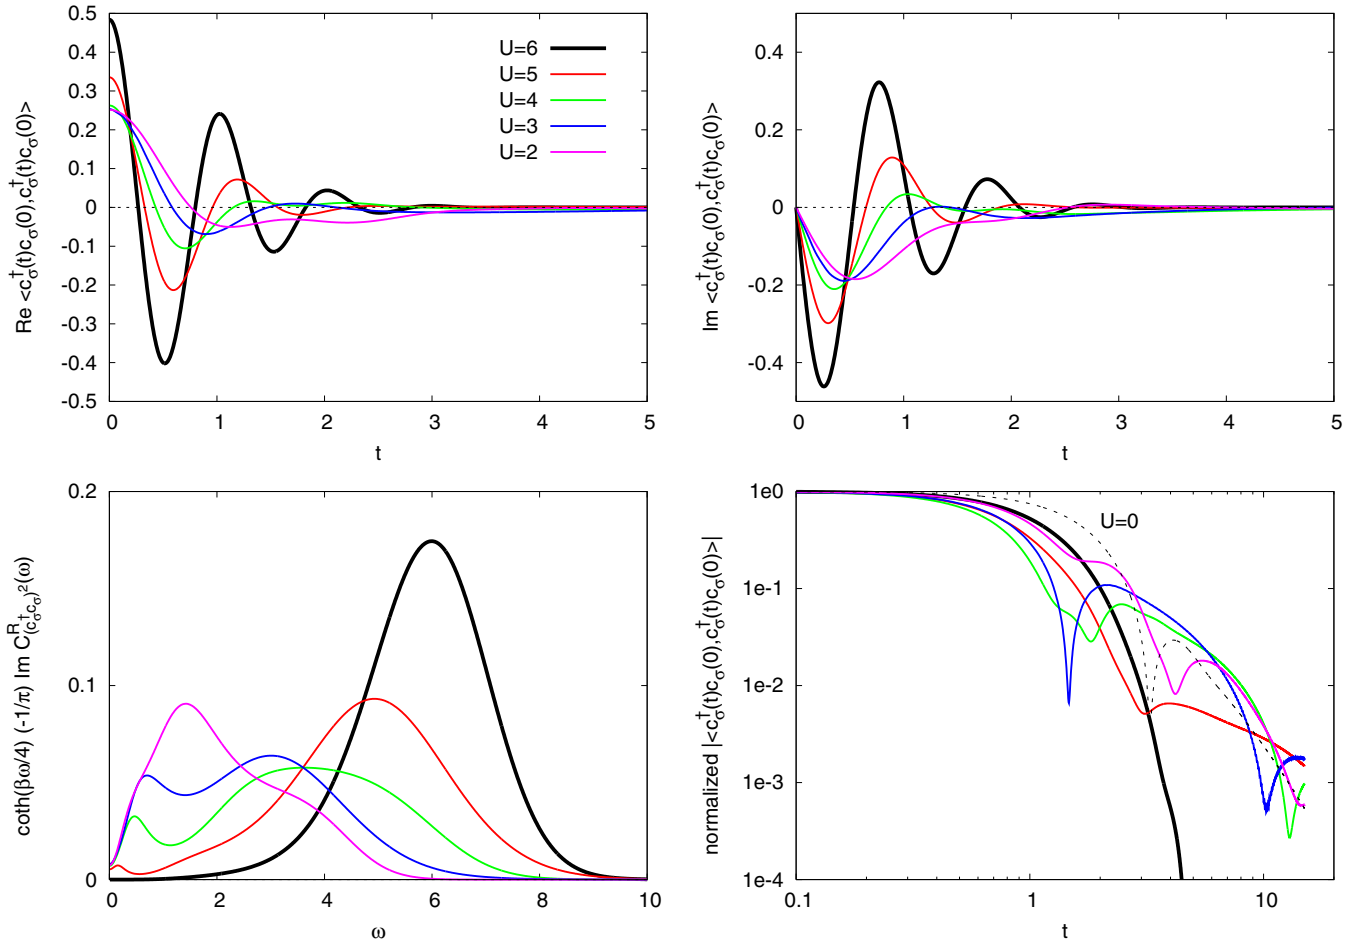 Re <c†σ(t)cσ(0),c†σ(t)cσ(0)>
0.5
0.4
0.3
0.2
0.1
0
-0.1
-0.2
-0.3
-0.4
-0.5
0 1 2 3 4 5
t
U=6
U=5
U=4
U=3
U=2
Im <c†σ(t)cσ(0),c†σ(t)cσ(0)>
0.4
0.2
0
-0.2
-0.4
0 1 2 3 4 5
t
coth(βω/4) (-1/π) Im C^R_(c†σcσ)²(ω)
0.2
0.1
0
0 2 4 6 8 10
ω
normalized |<c†σ(t)cσ(0),c†σ(t)cσ(0)>|
1e0
1e-1
1e-2
1e-3
1e-4
0.1 1 10
t
U=0